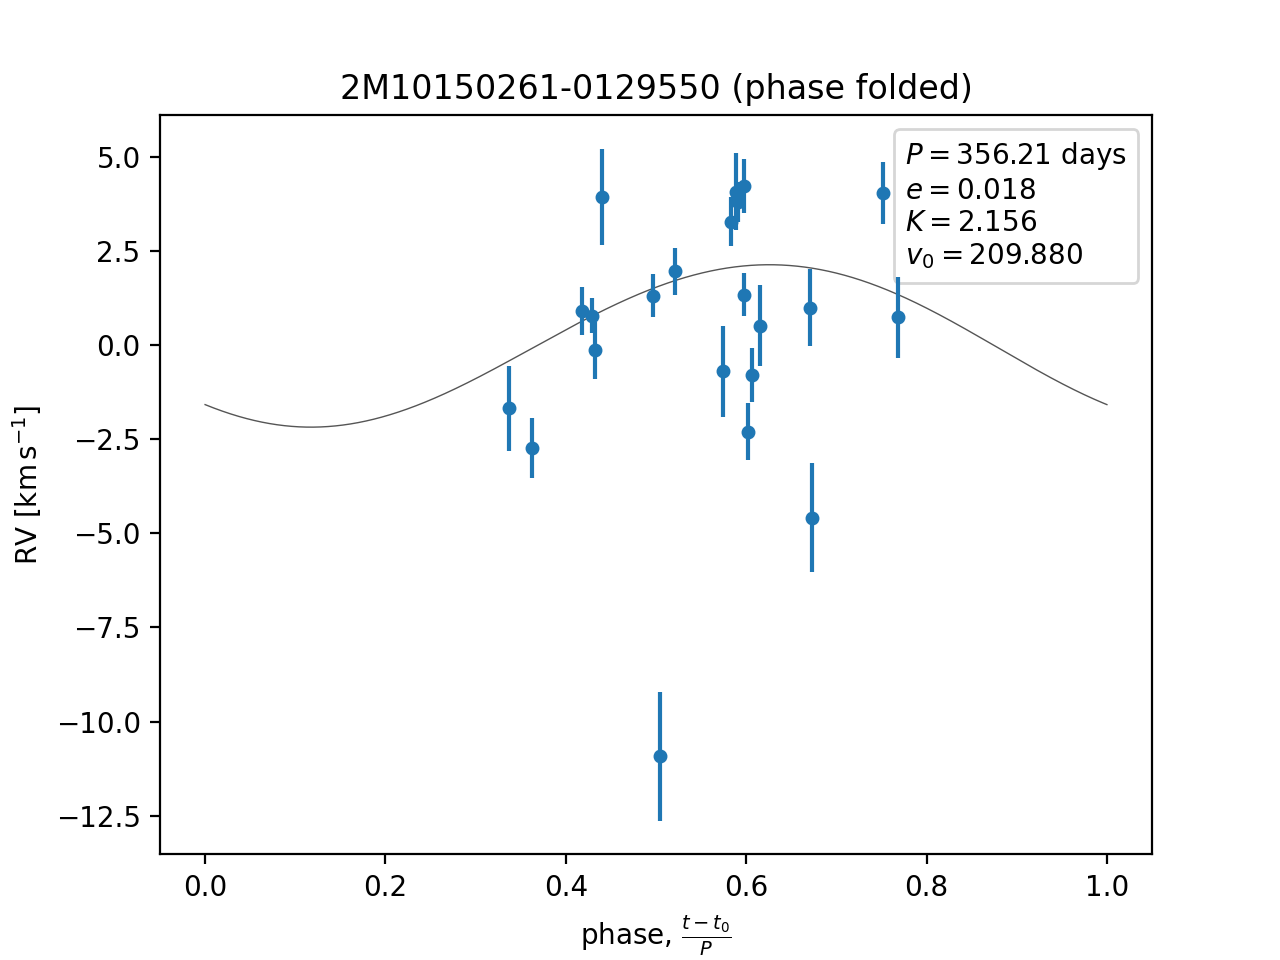 2M10150261-0129550 (phase folded)
P = 356.21 days
e = 0.018
K = 2.156
v₀ = 209.880
5.0
2.5
0.0
−2.5
−5.0
−7.5
−10.0
−12.5
RV [km s⁻¹]
0.0 0.2 0.4 0.6 0.8 1.0
phase, (t − t₀)/P